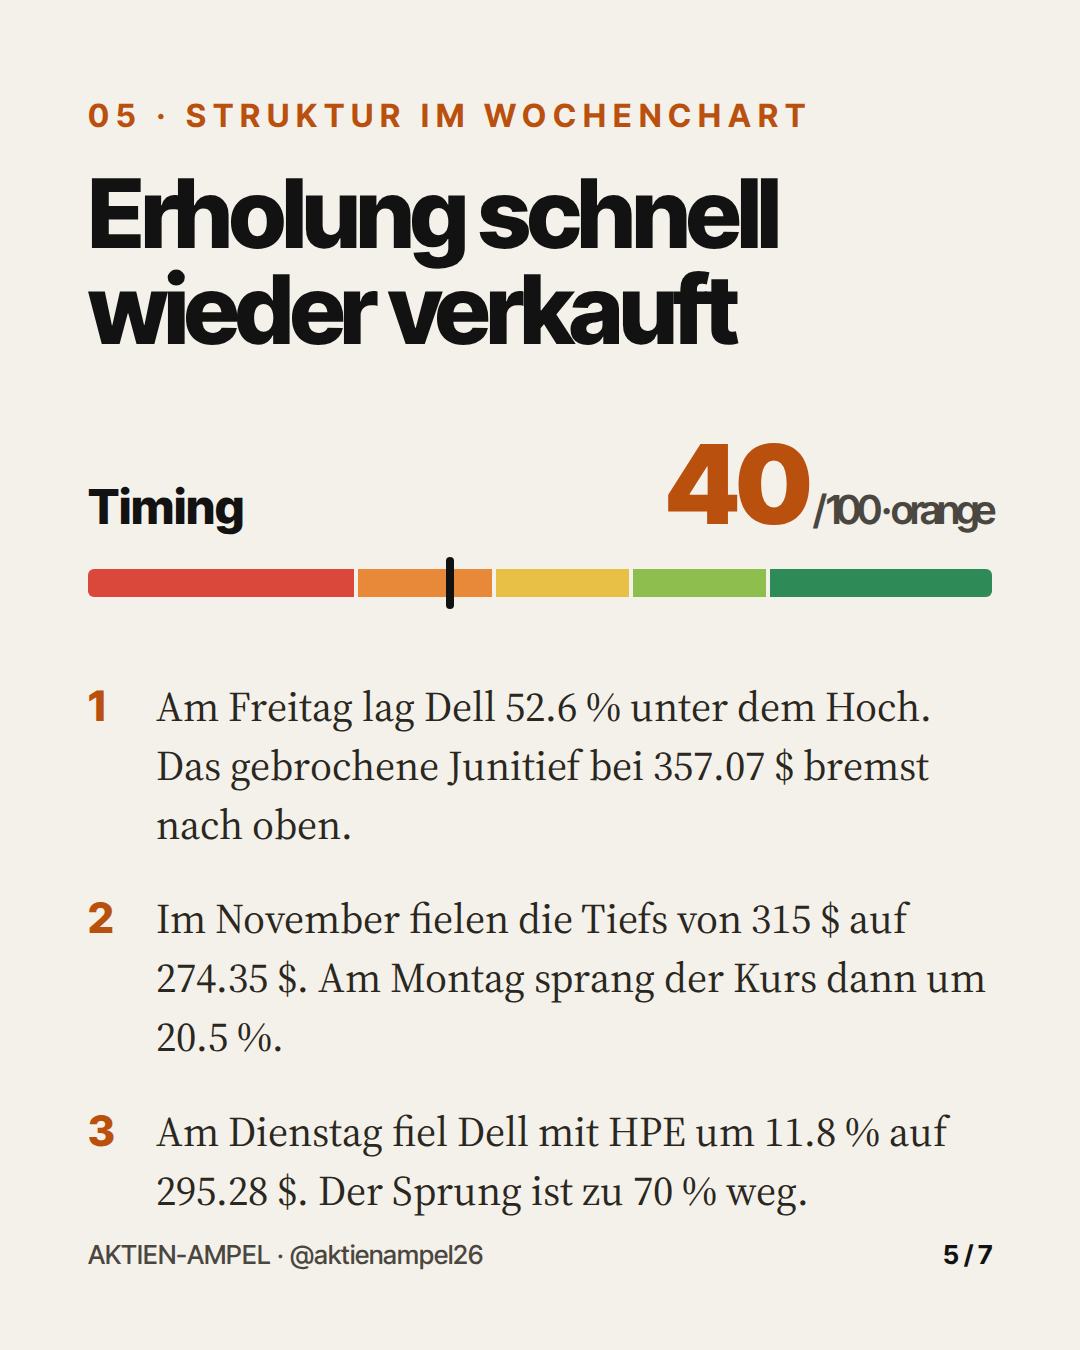 05 · STRUKTUR IM WOCHENCHART
Erholung schnell
wieder verkauft
Timing
40/100·orange
1 Am Freitag lag Dell 52.6 % unter dem Hoch.
Das gebrochene Junitief bei 357.07 $ bremst
nach oben.
2 Im November fielen die Tiefs von 315 $ auf
274.35 $. Am Montag sprang der Kurs dann um
20.5 %.
3 Am Dienstag fiel Dell mit HPE um 11.8 % auf
295.28 $. Der Sprung ist zu 70 % weg.
AKTIEN-AMPEL · @aktienampel26
5/7